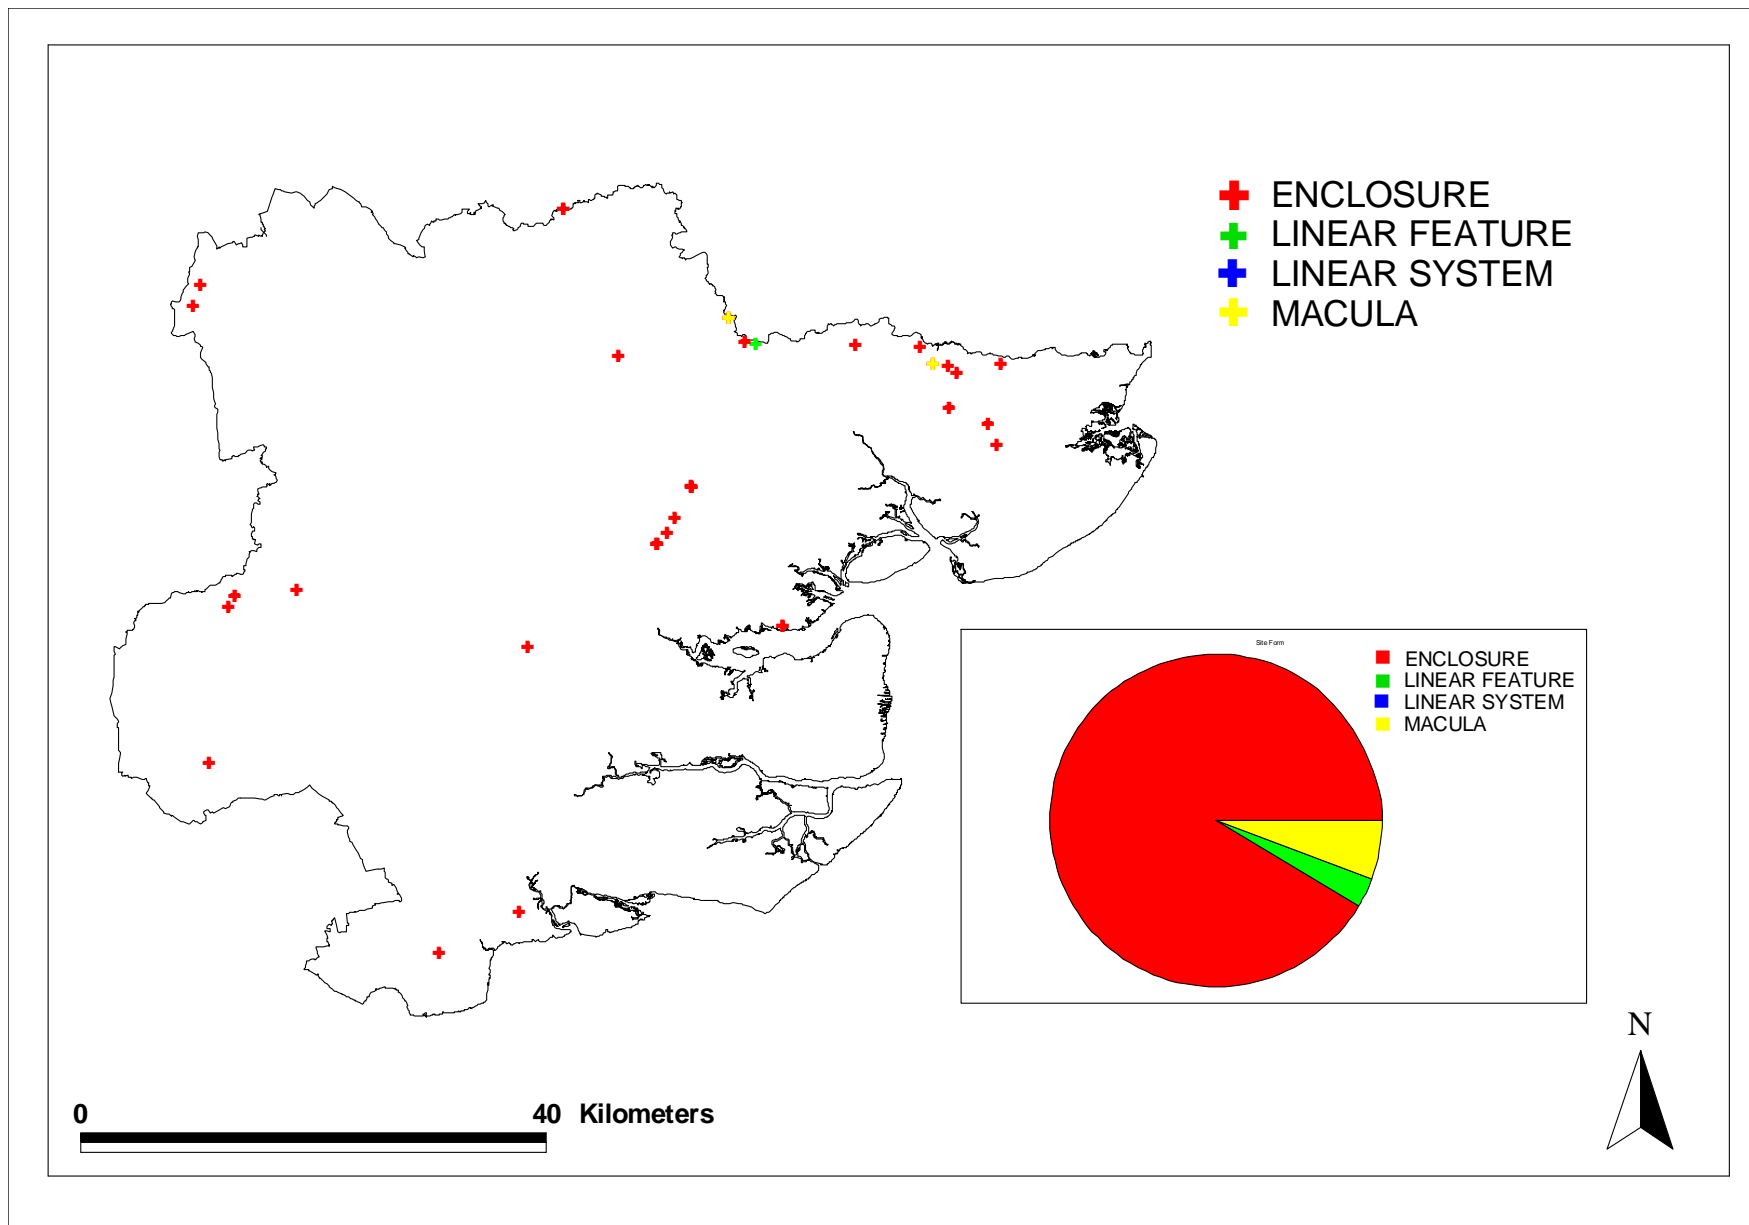 ENCLOSURE
LINEAR FEATURE
LINEAR SYSTEM
MACULA
Site Form
ENCLOSURE
LINEAR FEATURE
LINEAR SYSTEM
MACULA
N
0 40 Kilometers